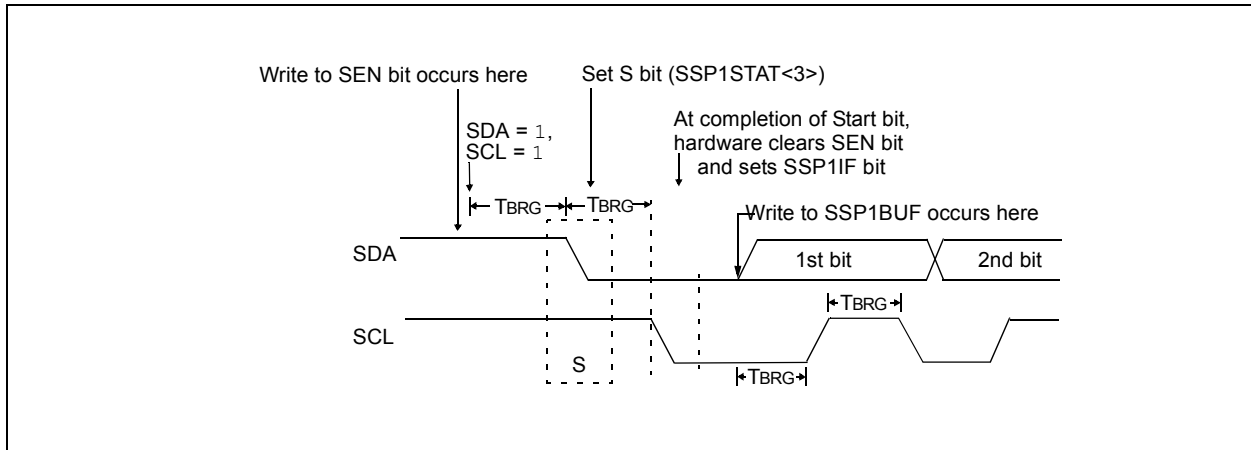 Write to SEN bit occurs here
Set S bit (SSP1STAT<3>)
At completion of Start bit,
hardware clears SEN bit
and sets SSP1IF bit
SDA = 1,
SCL = 1
TBRG
TBRG
Write to SSP1BUF occurs here
SDA
1st bit
2nd bit
TBRG
SCL
S
TBRG